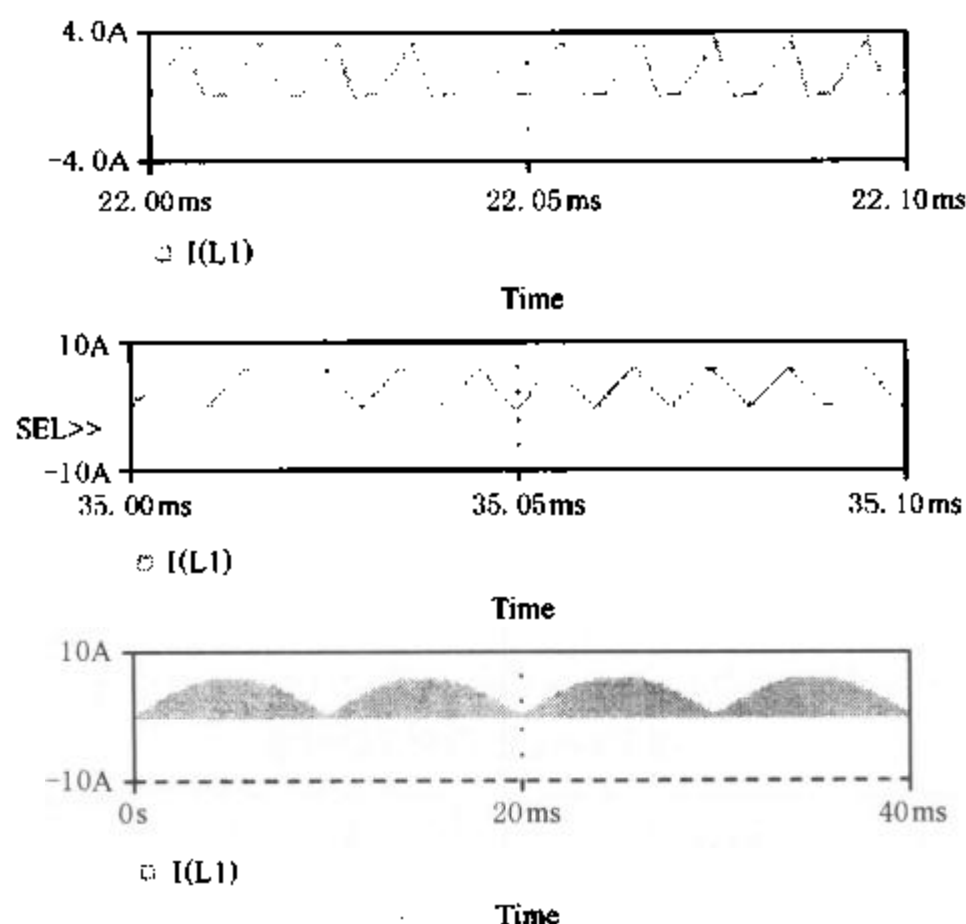 4.0A
-4.0A
22.00ms 22.05ms 22.10ms
I(L1)
Time
10A
SEL>>
-10A
35.00ms 35.05ms 35.10ms
I(L1)
Time
10A
-10A
0s 20ms 40ms
I(L1)
Time